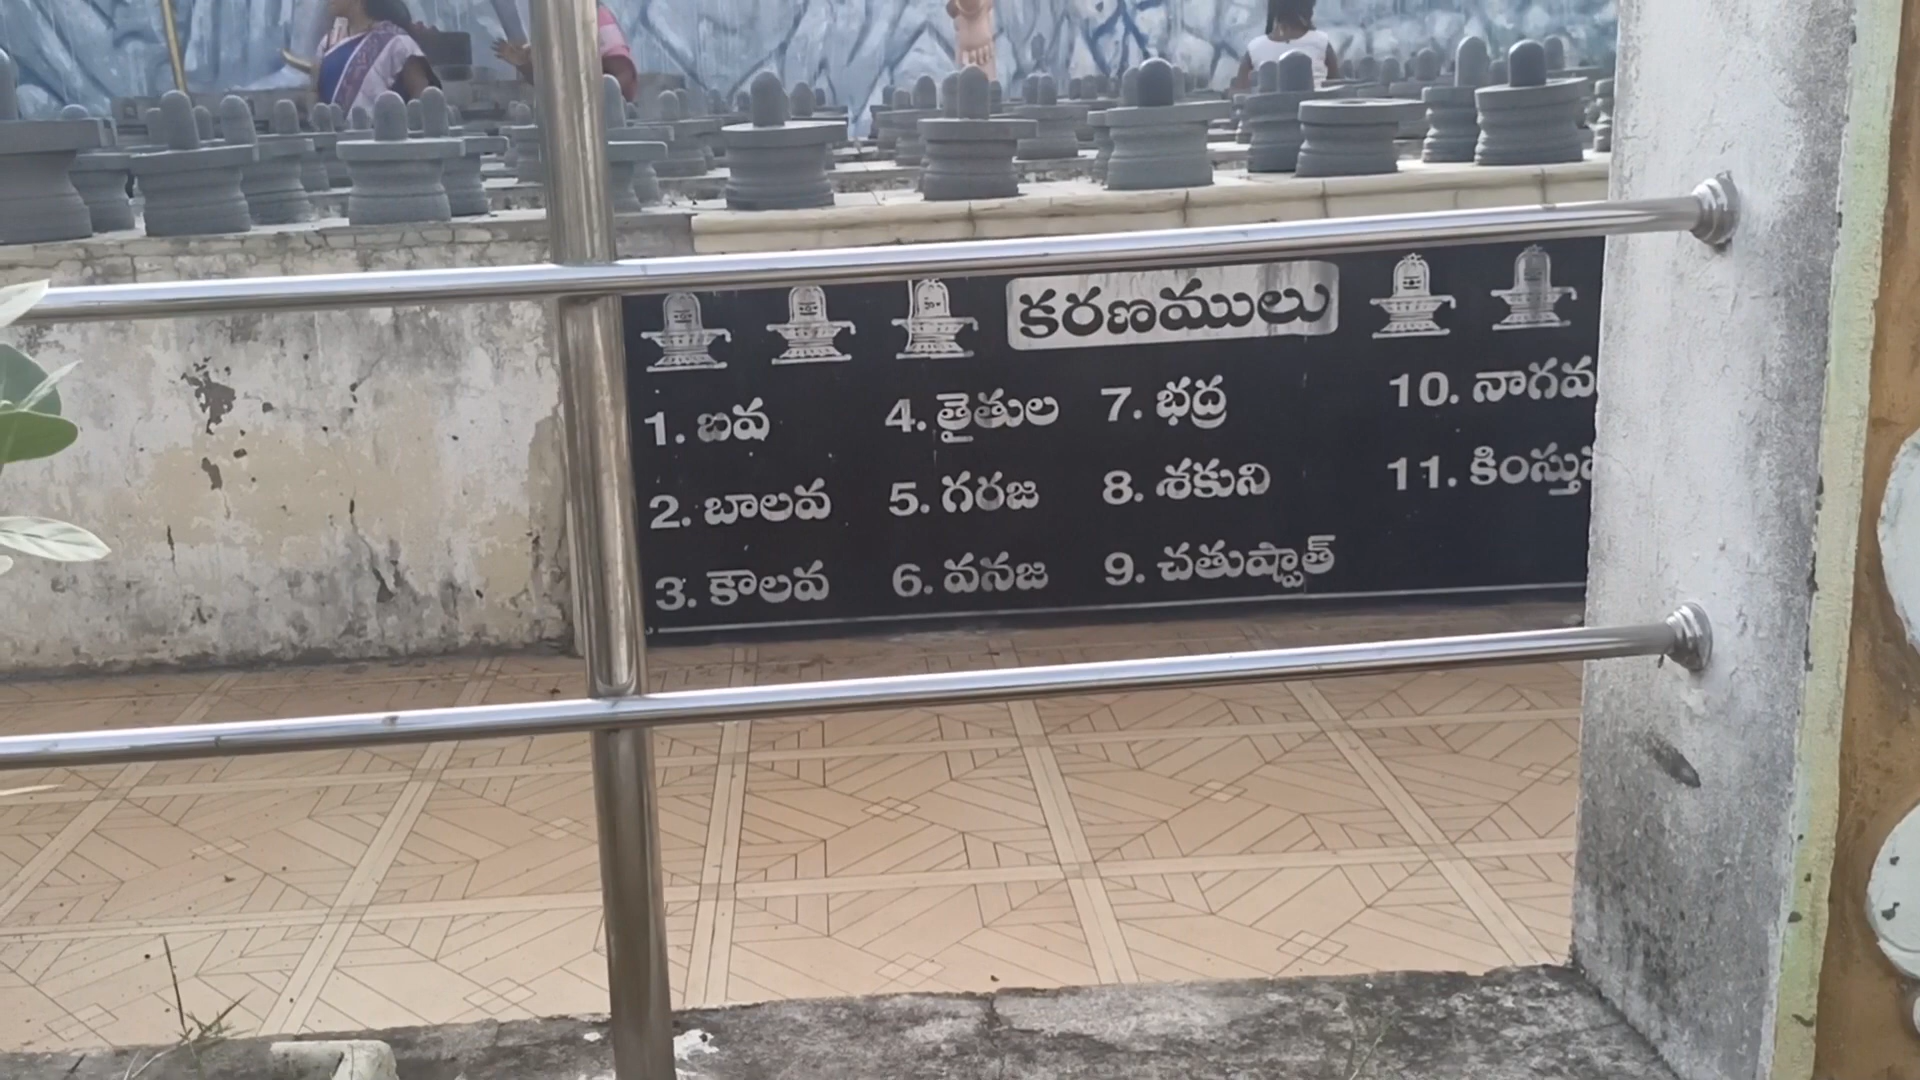 కరణములు
1. బవ
2. బాలవ
3. కౌలవ
4. తైతుల
5. గరజ
6. వనజ
7. భద్ర
8. శకుని
9. చతుష్పాత్
10. నాగవ
11. కింస్తు